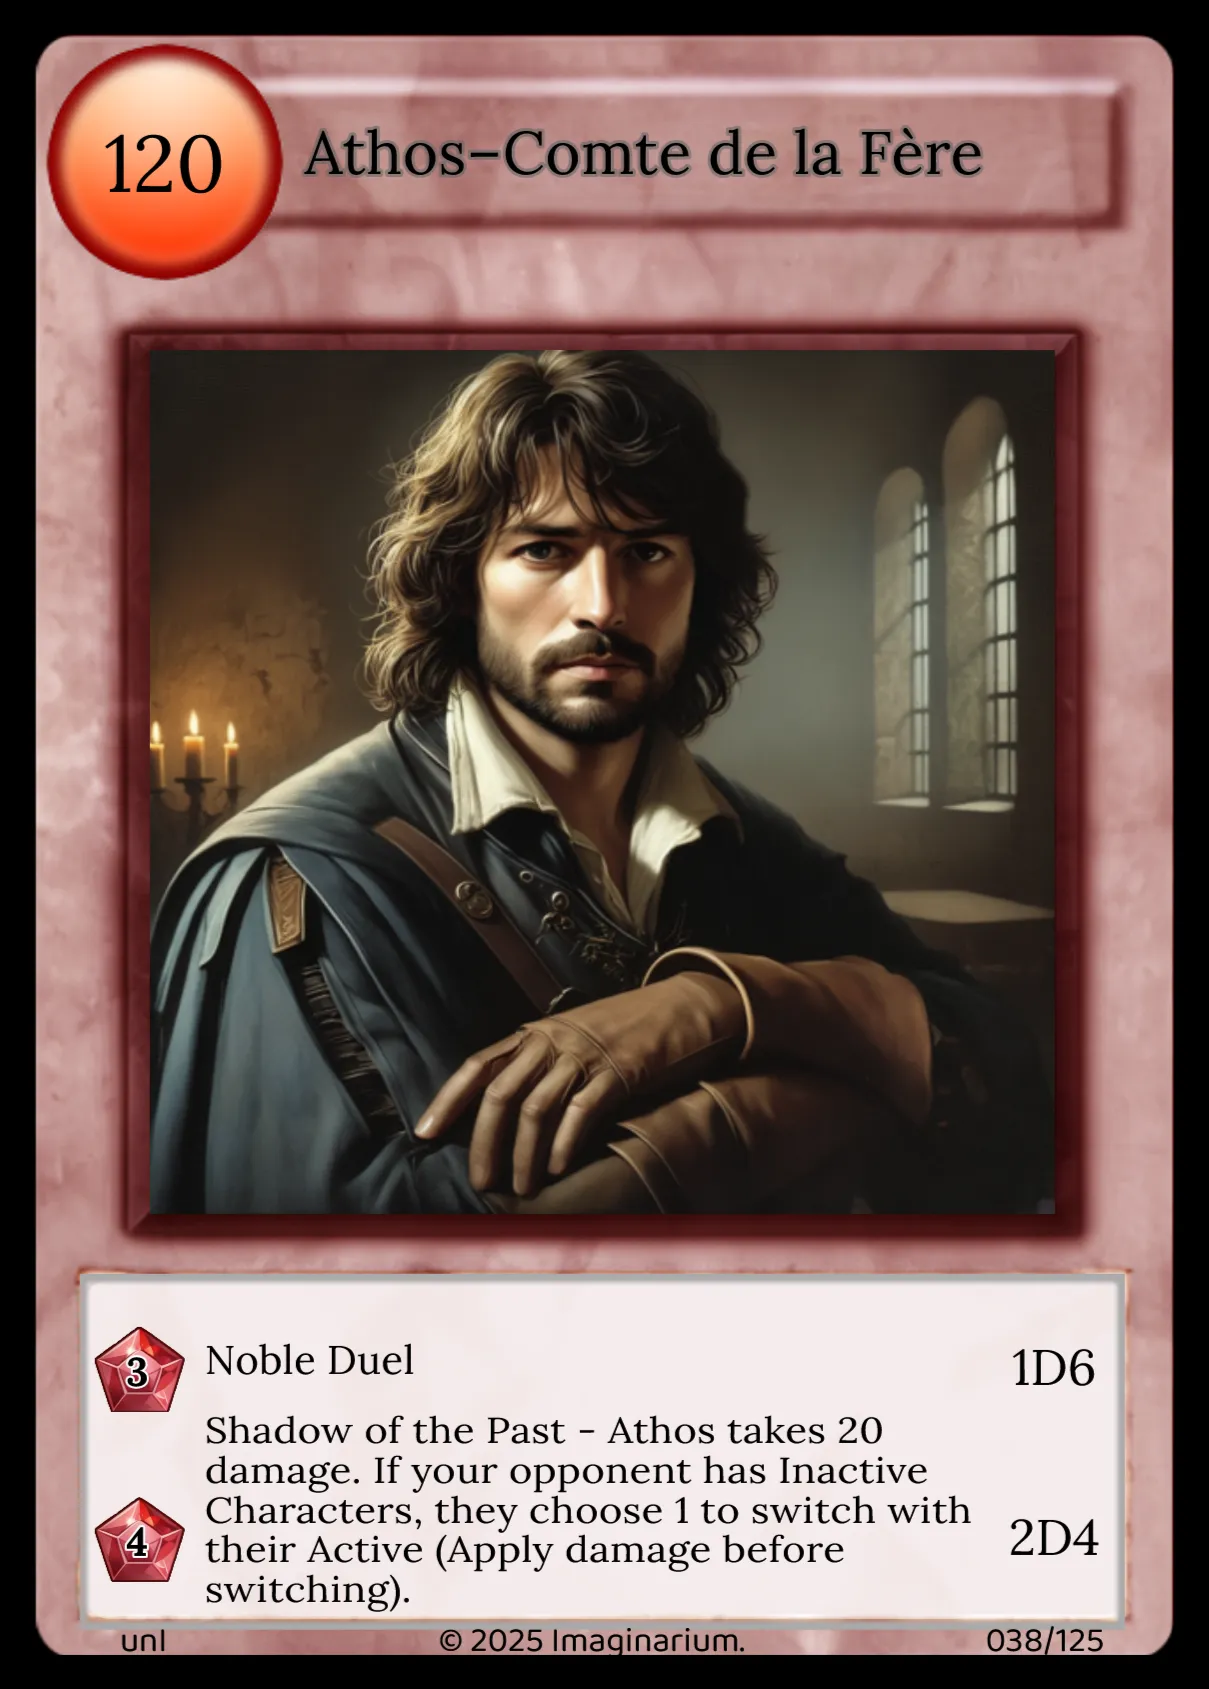 120
Athos–Comte de la Fère
3
Noble Duel
1D6
Shadow of the Past - Athos takes 20
damage. If your opponent has Inactive
Characters, they choose 1 to switch with
their Active (Apply damage before
switching).
4
2D4
unl
© 2025 Imaginarium.
038/125